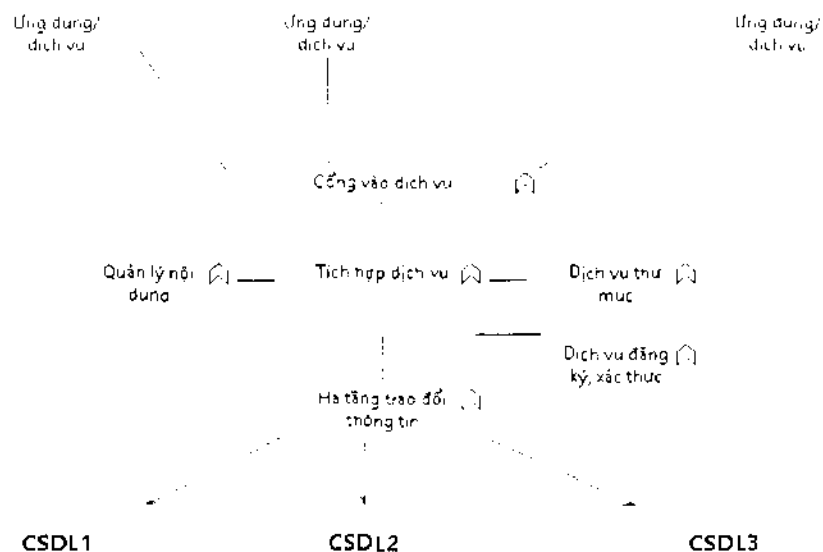 Ứng dụng/
dịch vụ
Ứng dụng/
dịch vụ
Ứng dụng/
dịch vụ
Cổng vào dịch vụ
Quản lý nội
dung
Tích hợp dịch vụ
Dịch vụ thư
mục
Dịch vụ đăng
ký, xác thực
Hạ tầng trao đổi
thông tin
CSDL1
CSDL2
CSDL3